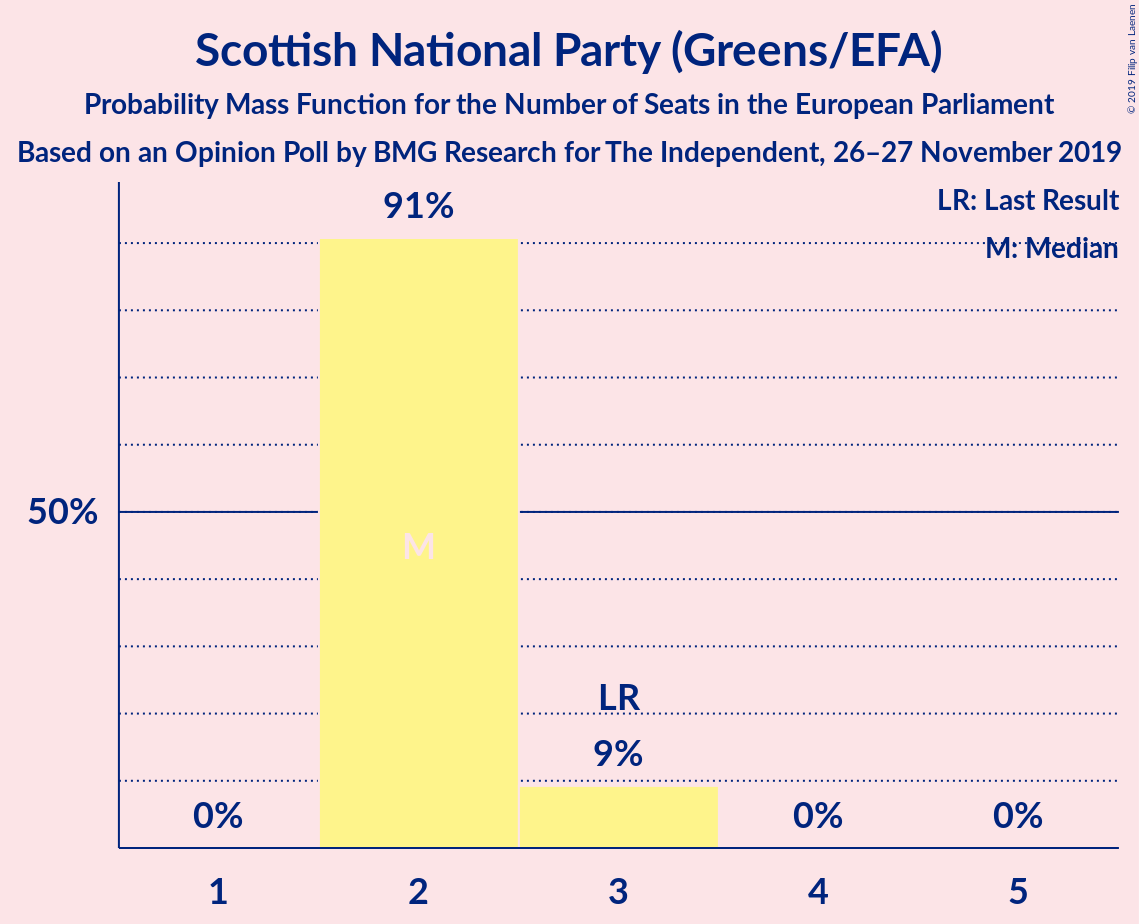 Scottish National Party (Greens/EFA)
Probability Mass Function for the Number of Seats in the European Parliament
Based on an Opinion Poll by BMG Research for The Independent, 26–27 November 2019
© 2019 Filip van Laenen
LR: Last Result
M: Median
91%
50%
M
LR
9%
0%
0%
0%
1
2
3
4
5